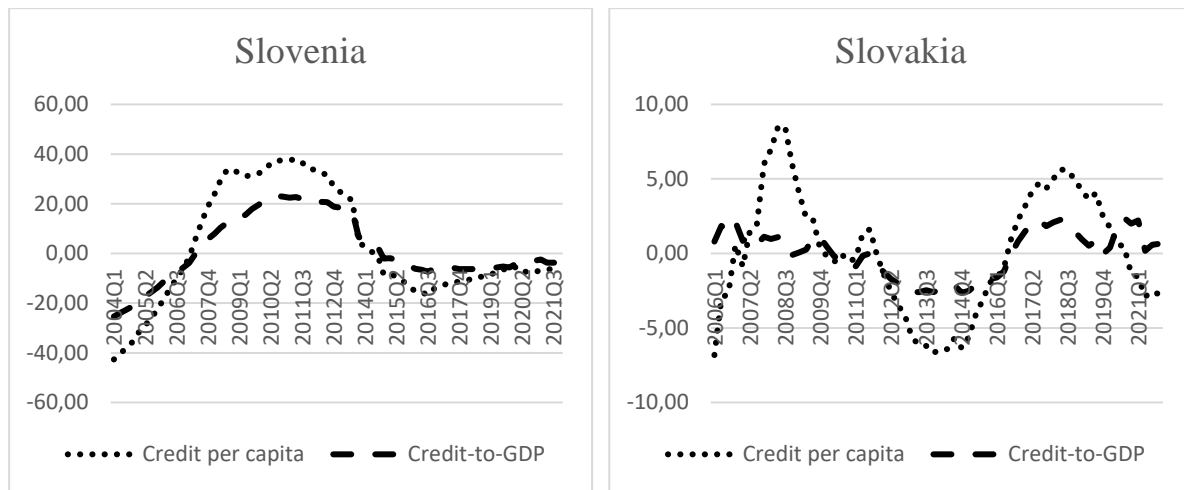 Slovenia
60,00
40,00
20,00
0,00
-20,00
-40,00
-60,00
2004Q1
2005Q2
2006Q3
2007Q4
2009Q1
2010Q2
2011Q3
2012Q4
2014Q1
2015Q2
2016Q3
2017Q4
2019Q1
2020Q2
2021Q3
Credit per capita
Credit-to-GDP
Slovakia
10,00
5,00
0,00
-5,00
-10,00
2006Q1
2007Q2
2008Q3
2009Q4
2011Q1
2012Q2
2013Q3
2014Q4
2016Q1
2017Q2
2018Q3
2019Q4
2021Q1
Credit per capita
Credit-to-GDP